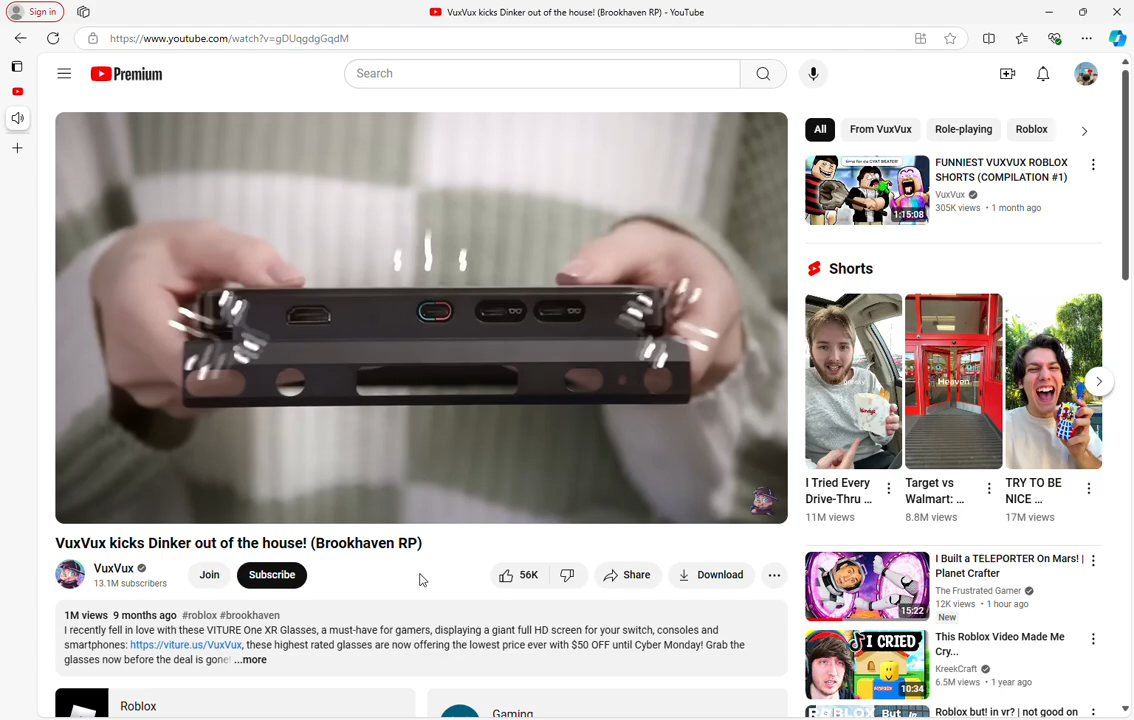 Sign in
VuxVux kicks Dinker out of the house! (Brookhaven RP) - YouTube
https://www.youtube.com/watch?v=gDUqgdgGqdM
Premium
Search
All
From VuxVux
Role-playing
Roblox
1:15:08
FUNNIEST VUXVUX ROBLOX
SHORTS (COMPILATION #1)
VuxVux
305K views • 1 month ago
Shorts
Heaven
I Tried Every
Drive-Thru ...
11M views
Target vs
Walmart: ...
8.8M views
TRY TO BE
NICE ...
17M views
VuxVux kicks Dinker out of the house! (Brookhaven RP)
VuxVux
13.1M subscribers
Join
Subscribe
56K
Share
Download
1M views 9 months ago #roblox #brookhaven
I recently fell in love with these VITURE One XR Glasses, a must-have for gamers, displaying a giant full HD screen for your switch, consoles and
smartphones: https://viture.us/VuxVux, these highest rated glasses are now offering the lowest price ever with $50 OFF until Cyber Monday! Grab the
glasses now before the deal is gone! ...more
Roblox
Gaming
15:22
I Built a TELEPORTER On Mars! |
Planet Crafter
The Frustrated Gamer
12K views • 1 hour ago
New
I CRIED
10:34
This Roblox Video Made Me
Cry...
KreekCraft
6.5M views • 1 year ago
Roblox but! in vr? | not good on